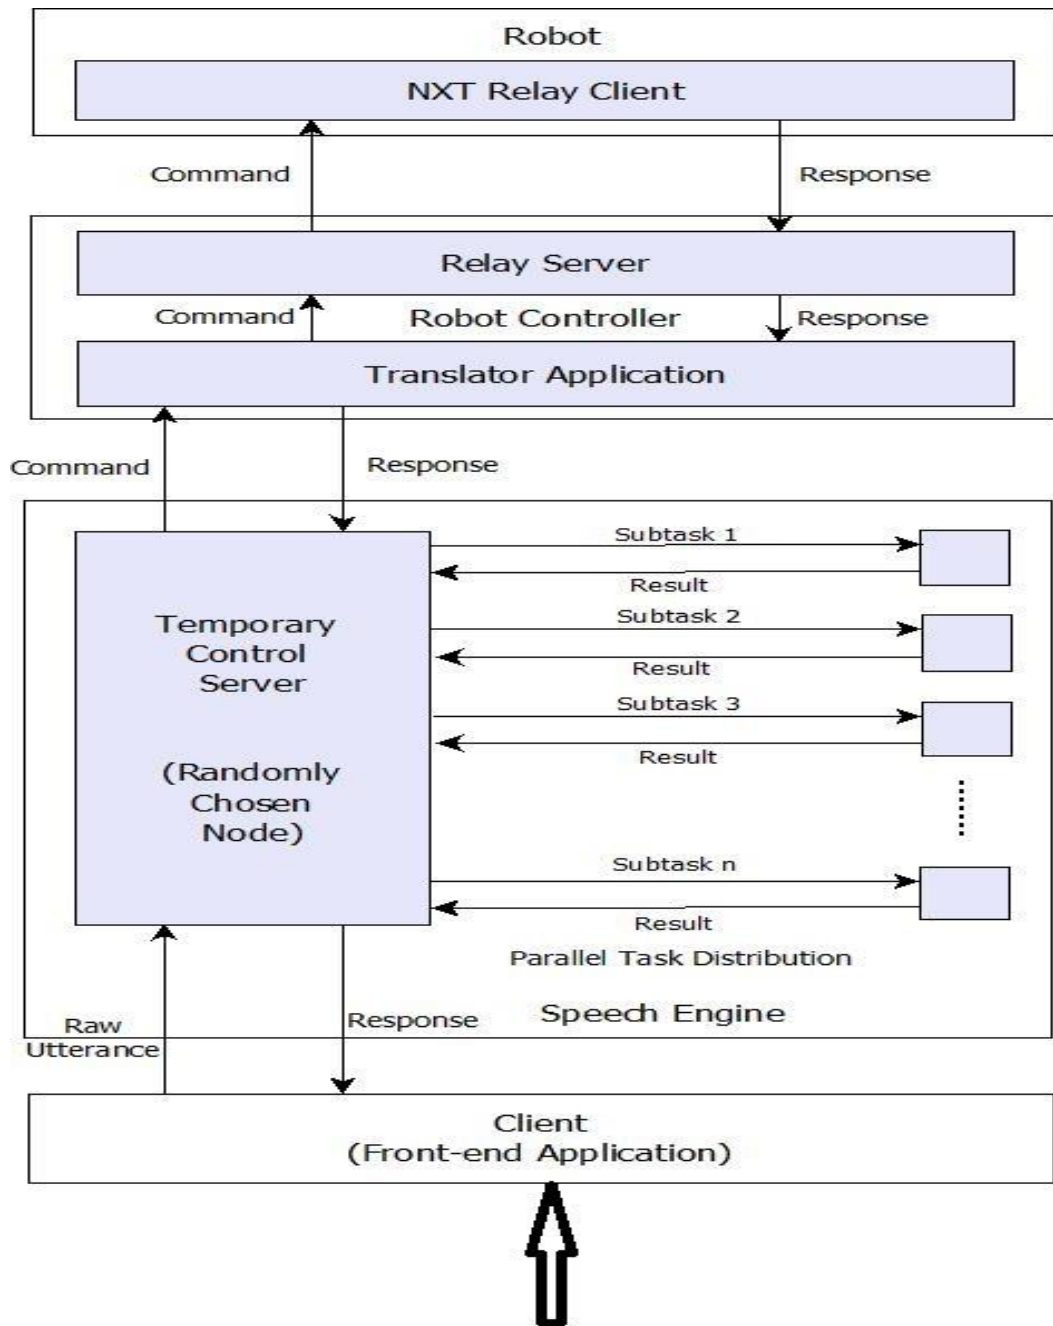 Robot
NXT Relay Client
Command
Response
Relay Server
Command
Robot Controller
Response
Translator Application
Command
Response
Subtask 1
Result
Temporary
Control
Server
Subtask 2
Result
Subtask 3
Result
(Randomly
Chosen
Node)
Subtask n
Result
Parallel Task Distribution
Speech Engine
Raw
Utterance
Response
Client
(Front-end Application)